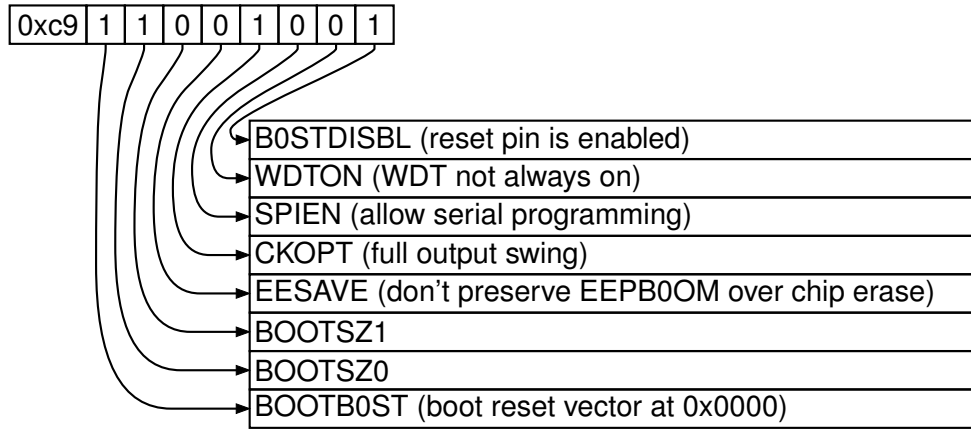 0xc9 1 1 0 0 1 0 0 1
B0STDISBL (reset pin is enabled)
WDTON (WDT not always on)
SPIEN (allow serial programming)
CKOPT (full output swing)
EESAVE (don't preserve EEPB0OM over chip erase)
BOOTSZ1
BOOTSZ0
BOOTB0ST (boot reset vector at 0x0000)